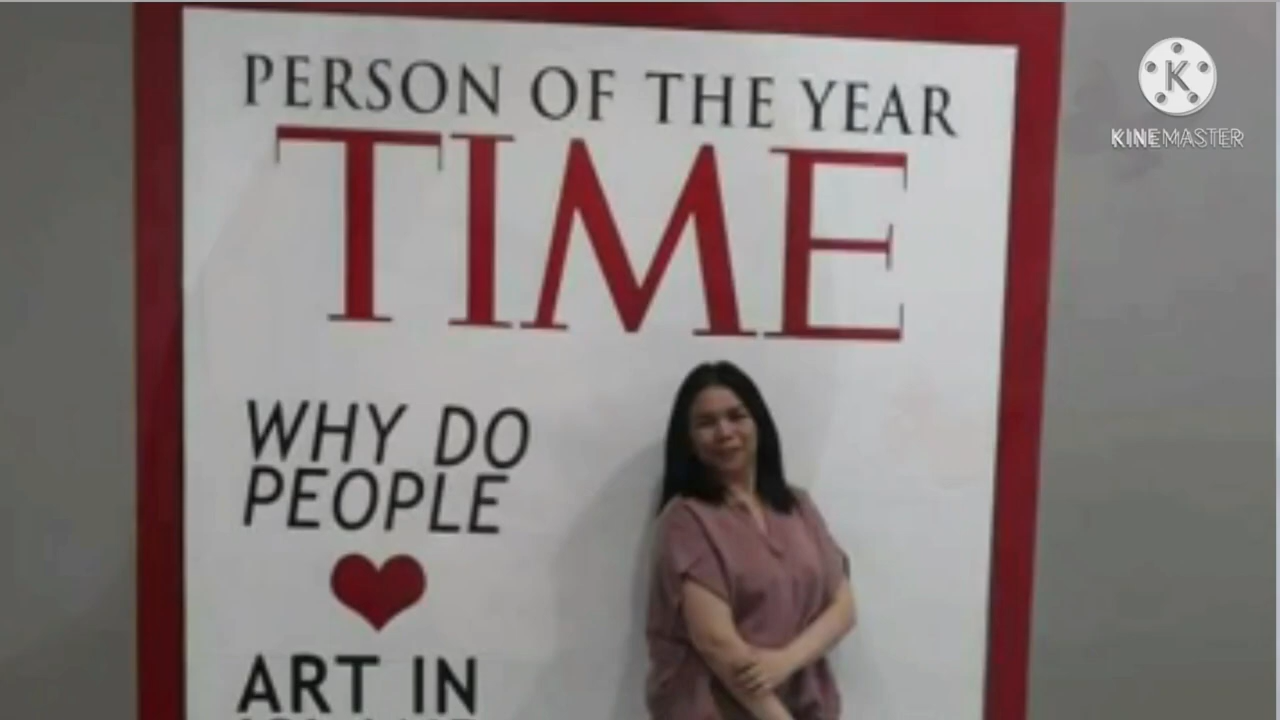 PERSON OF THE YEAR
TIME
WHY DO
PEOPLE
ART IN
KINEMASTER